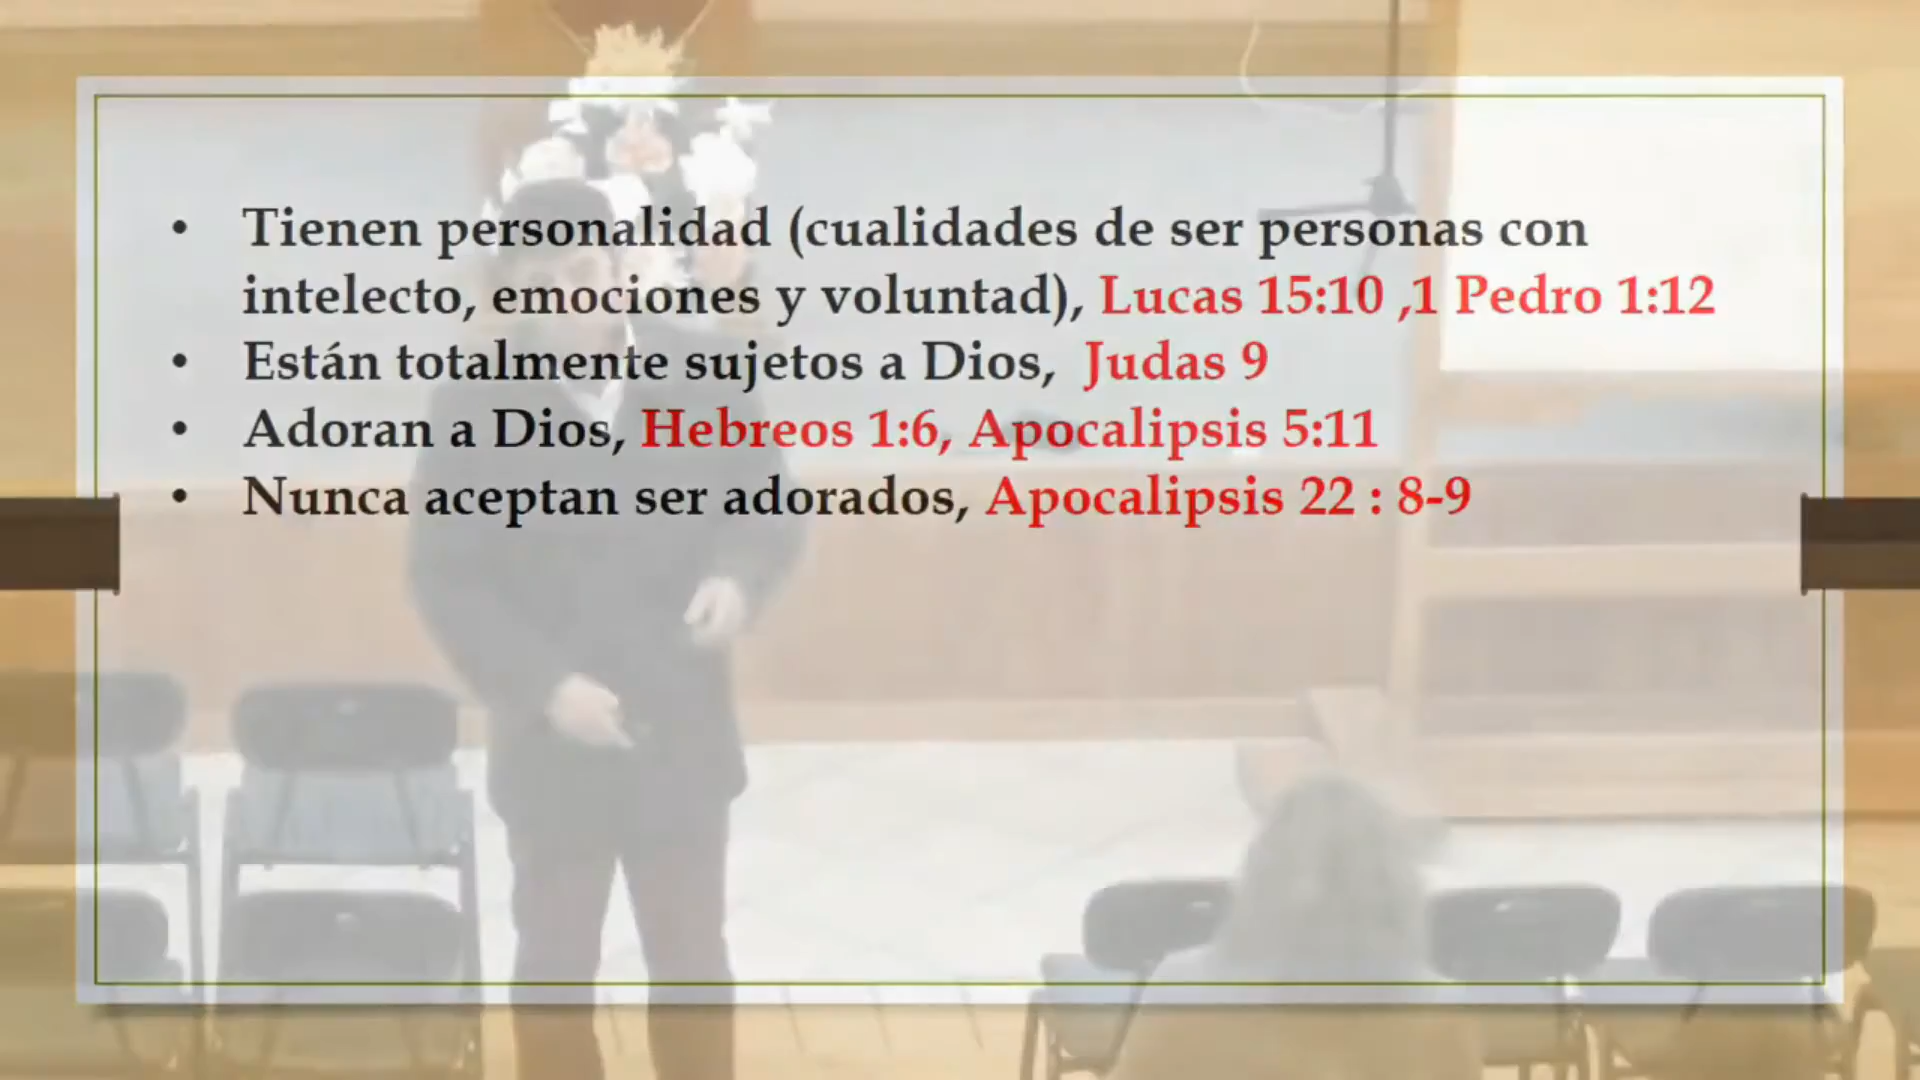 • Tienen personalidad (cualidades de ser personas con
intelecto, emociones y voluntad), Lucas 15:10 ,1 Pedro 1:12
• Están totalmente sujetos a Dios, Judas 9
• Adoran a Dios, Hebreos 1:6, Apocalipsis 5:11
• Nunca aceptan ser adorados, Apocalipsis 22 : 8-9